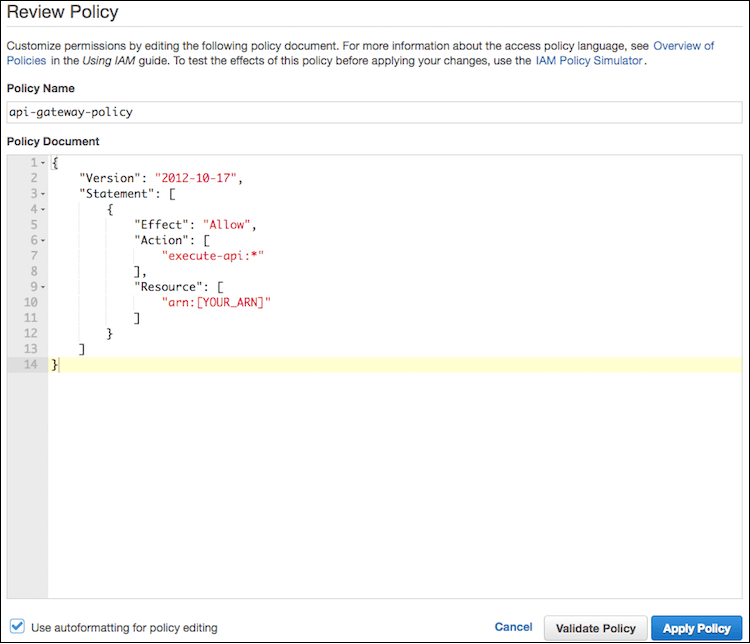 Review Policy
Customize permissions by editing the following policy document. For more information about the access policy language, see Overview of
Policies in the Using IAM guide. To test the effects of this policy before applying your changes, use the IAM Policy Simulator.
Policy Name
api-gateway-policy
Policy Document
1 {
2     "Version": "2012-10-17",
3     "Statement": [
4         {
5             "Effect": "Allow",
6             "Action": [
7                 "execute-api:*"
8             ],
9             "Resource": [
10                 "arn:[YOUR_ARN]"
11             ]
12         }
13     ]
14 }
Use autoformatting for policy editing
Cancel
Validate Policy
Apply Policy